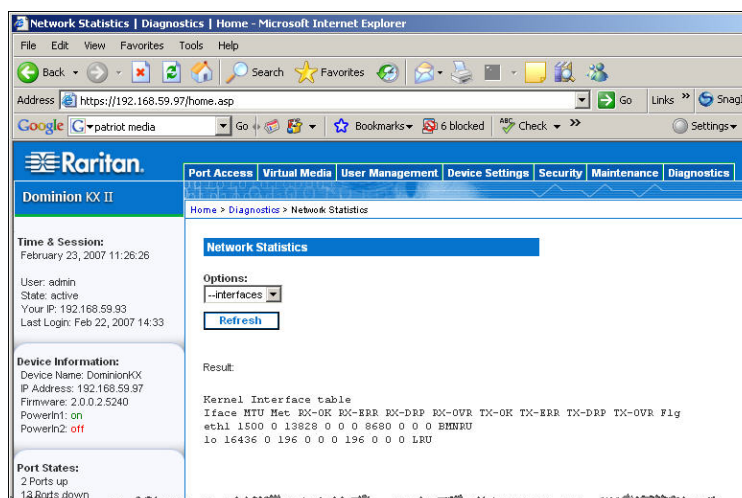 Network Statistics | Diagnostics | Home - Microsoft Internet Explorer
File Edit View Favorites Tools Help
Back Search Favorites
Address https://192.168.59.97/home.asp Go Links » SnagI
Google G patriot media Go Bookmarks 6 blocked ABC Check » Settings
Raritan.
Port Access Virtual Media User Management Device Settings Security Maintenance Diagnostics
Dominion KX II
Home > Diagnostics > Network Statistics
Time & Session:
February 23, 2007 11:26:26
User: admin
State: active
Your IP: 192.168.59.93
Last Login: Feb 22, 2007 14:33
Device Information:
Device Name: DominionKX
IP Address: 192.168.59.97
Firmware: 2.0.0.2.5240
PowerIn1: on
PowerIn2: off
Port States:
2 Ports up
13 Ports down
Network Statistics
Options:
--interfaces
Refresh
Result:
Kernel Interface table
Iface MTU Met RX-OK RX-ERR RX-DRP RX-OVR TX-OK TX-ERR TX-DRP TX-OVR Flg
eth1 1500 0 13828 0 0 0 8680 0 0 0 BMNRU
lo 16436 0 196 0 0 0 196 0 0 0 LRU